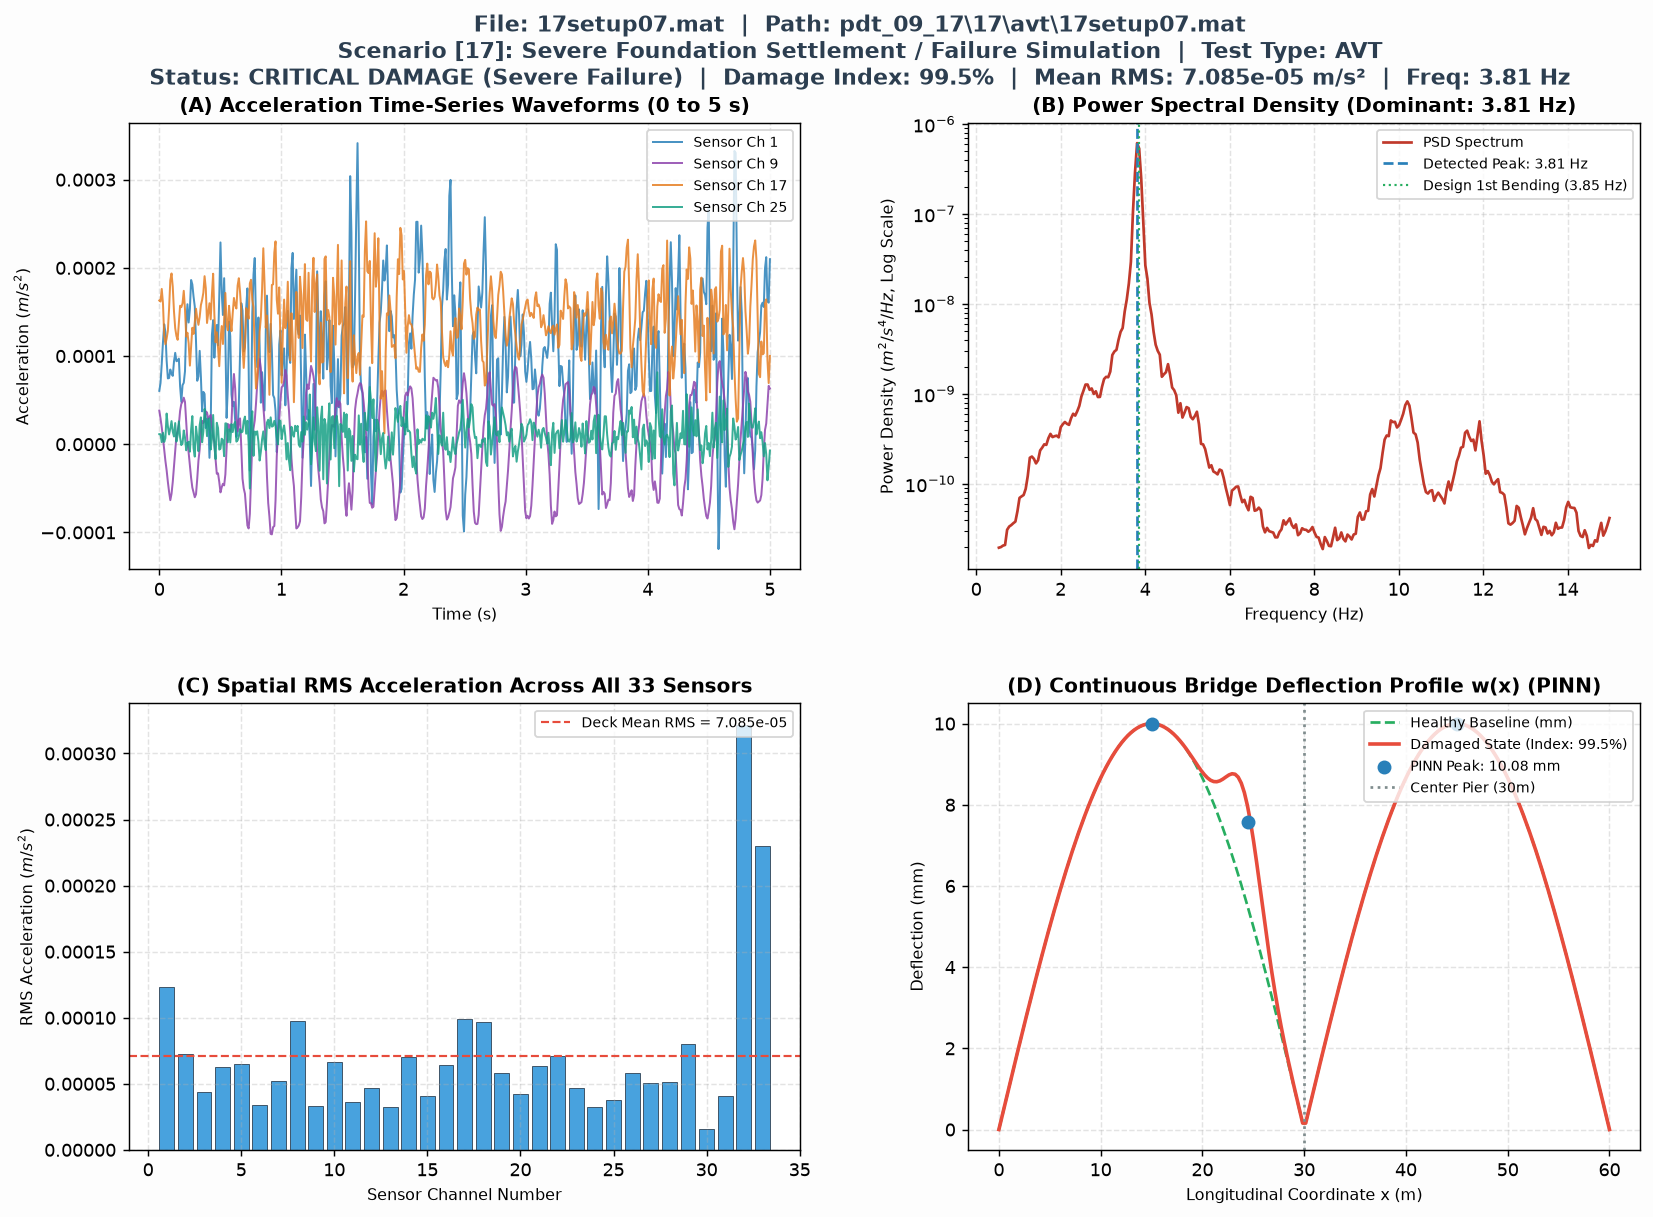 File: 17setup07.mat | Path: pdt_09_17\17\avt\17setup07.mat
Scenario [17]: Severe Foundation Settlement / Failure Simulation | Test Type: AVT
Status: CRITICAL DAMAGE (Severe Failure) | Damage Index: 99.5% | Mean RMS: 7.085e-05 m/s² | Freq: 3.81 Hz
(A) Acceleration Time-Series Waveforms (0 to 5 s)
Sensor Ch 1
Sensor Ch 9
Sensor Ch 17
Sensor Ch 25
0.0003
0.0002
0.0001
0.0000
−0.0001
Acceleration (m/s²)
0 1 2 3 4 5
Time (s)
(B) Power Spectral Density (Dominant: 3.81 Hz)
PSD Spectrum
Detected Peak: 3.81 Hz
Design 1st Bending (3.85 Hz)
10⁻⁶
10⁻⁷
10⁻⁸
10⁻⁹
10⁻¹⁰
Power Density (m²/s⁴/Hz, Log Scale)
0 2 4 6 8 10 12 14
Frequency (Hz)
(C) Spatial RMS Acceleration Across All 33 Sensors
Deck Mean RMS = 7.085e-05
0.00030
0.00025
0.00020
0.00015
0.00010
0.00005
0.00000
RMS Acceleration (m/s²)
0 5 10 15 20 25 30 35
Sensor Channel Number
(D) Continuous Bridge Deflection Profile w(x) (PINN)
Healthy Baseline (mm)
Damaged State (Index: 99.5%)
PINN Peak: 10.08 mm
Center Pier (30m)
10
8
6
4
2
0
Deflection (mm)
0 10 20 30 40 50 60
Longitudinal Coordinate x (m)